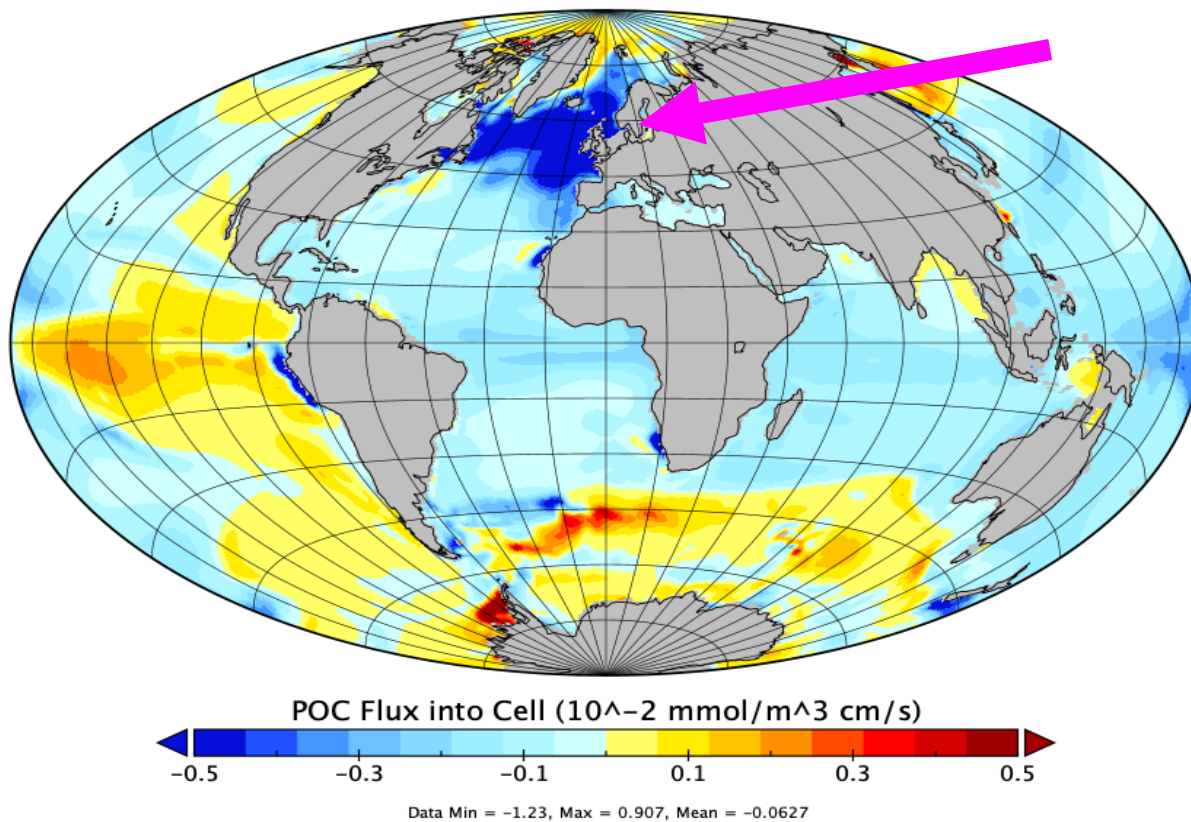 POC Flux into Cell (10^-2 mmol/m^3 cm/s)
-0.5 -0.3 -0.1 0.1 0.3 0.5
Data Min = -1.23, Max = 0.907, Mean = -0.0627